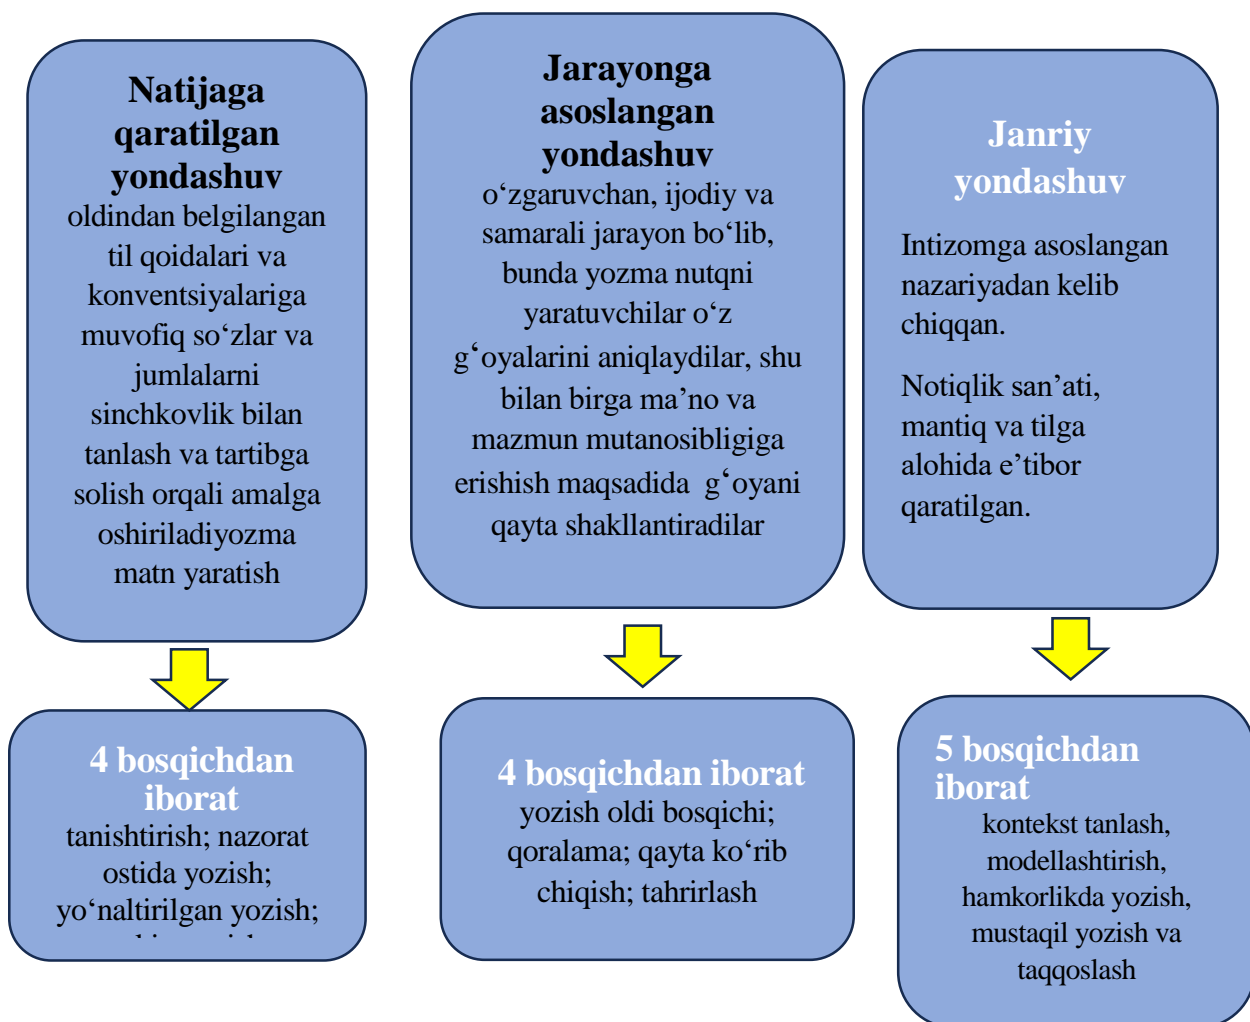 Natijaga
qaratilgan
yondashuv
oldindan belgilangan
til qoidalari va
konventsiyalariga
muvofiq so‘zlar va
jumlalarni
sinchkovlik bilan
tanlash va tartibga
solish orqali amalga
oshiriladiyozma
matn yaratish
Jarayonga
asoslangan
yondashuv
o‘zgaruvchan, ijodiy va
samarali jarayon bo‘lib,
bunda yozma nutqni
yaratuvchilar o‘z
g‘oyalarini aniqlaydilar, shu
bilan birga ma’no va
mazmun mutanosibligiga
erishish maqsadida g‘oyani
qayta shakllantiradilar
Janriy
yondashuv
Intizomga asoslangan
nazariyadan kelib
chiqqan.
Notiqlik san’ati,
mantiq va tilga
alohida e’tibor
qaratilgan.
4 bosqichdan
iborat
tanishtirish; nazorat
ostida yozish;
yo‘naltirilgan yozish;
4 bosqichdan iborat
yozish oldi bosqichi;
qoralama; qayta ko‘rib
chiqish; tahrirlash
5 bosqichdan
iborat
kontekst tanlash,
modellashtirish,
hamkorlikda yozish,
mustaqil yozish va
taqqoslash